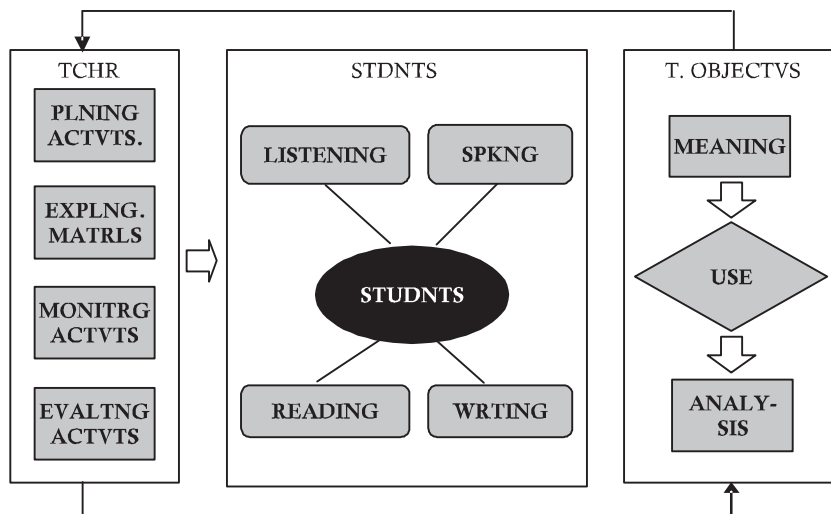 TCHR
PLNING
ACTVTS.
EXPLNG.
MATRLS
MONITRG
ACTVTS
EVALTNG
ACTVTS
STDNTS
LISTENING
SPKNG
STUDNTS
READING
WRTING
T. OBJECTVS
MEANING
USE
ANALY-
SIS